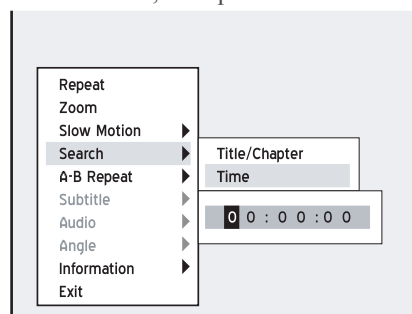 Repeat
Zoom
Slow Motion
Search
Title/Chapter
A-B Repeat
Time
Subtitle
Audio
0 0 : 0 0 : 0 0
Angle
Information
Exit